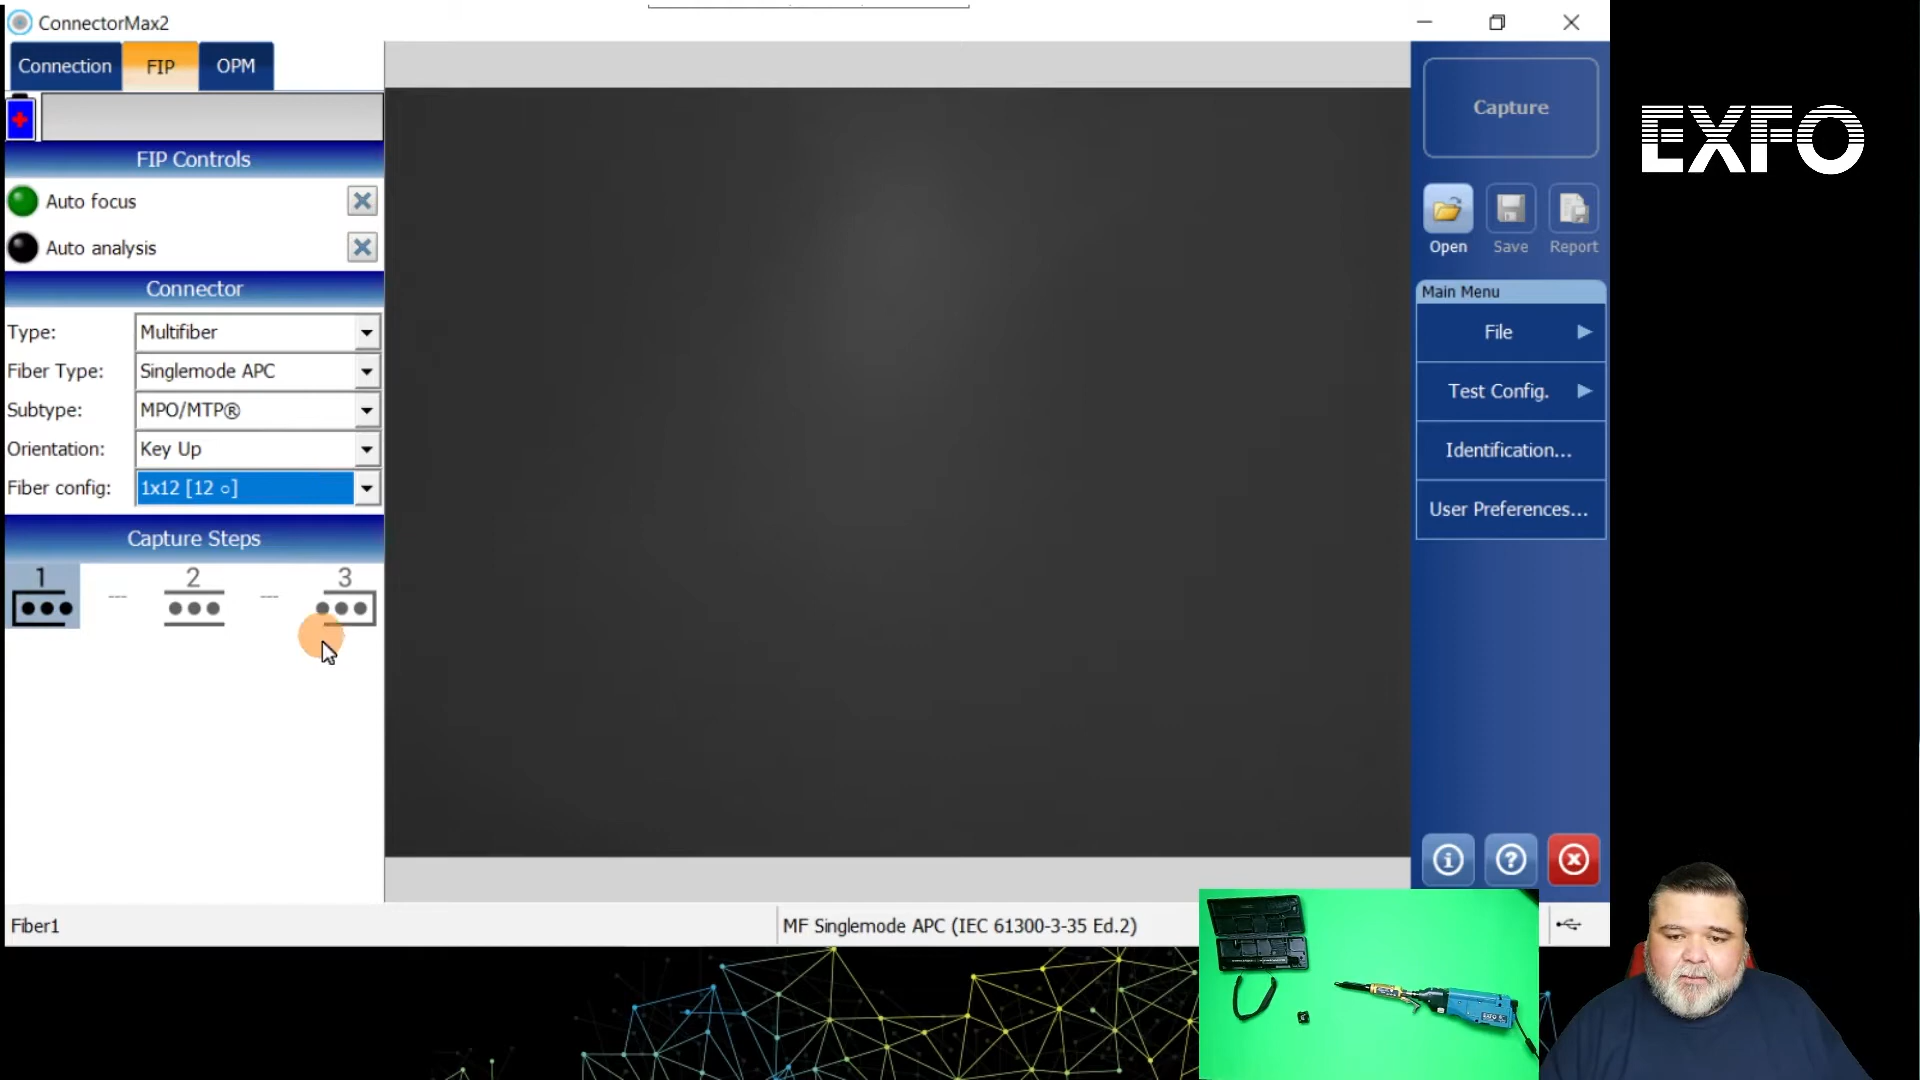 ConnectorMax2
Connection
FIP
OPM
FIP Controls
Auto focus
Auto analysis
Connector
Type: Multifiber
Fiber Type: Singlemode APC
Subtype: MPO/MTP®
Orientation: Key Up
Fiber config: 1x12 [12 ○]
Capture Steps
1 --- 2 --- 3
Fiber1
MF Singlemode APC (IEC 61300-3-35 Ed.2)
Capture
Open
Save
Report
Main Menu
File
Test Config.
Identification...
User Preferences...
EXFO